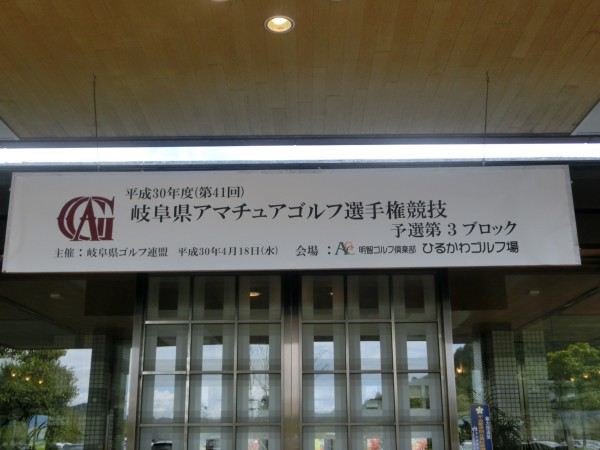 平成30年度(第41回)
岐阜県アマチュアゴルフ選手権競技
予選第3ブロック
主催：岐阜県ゴルフ連盟 平成30年4月18日(水) 会場：AGC 明智ゴルフ倶楽部 ひるかわゴルフ場